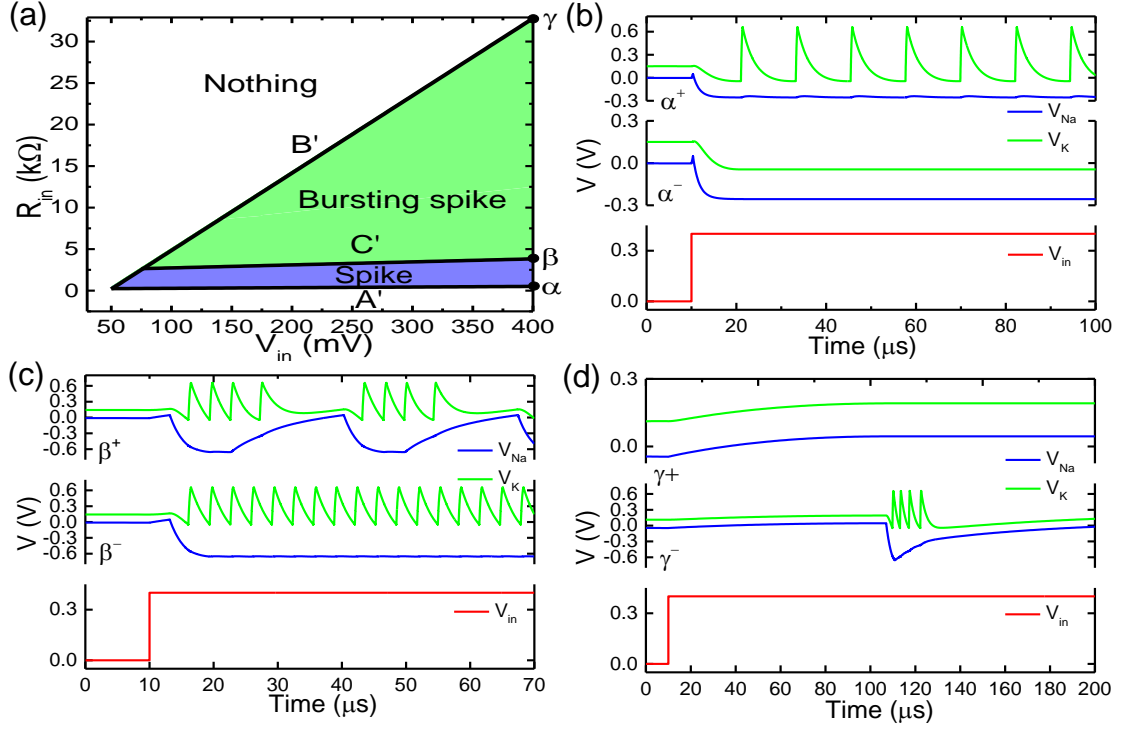 (a)
R_in (kΩ)
30
25
20
15
10
5
0
Nothing
B'
Bursting spike
C'
Spike
A'
γ
β
α
50 100 150 200 250 300 350 400
V_in (mV)
(b)
V (V)
0.6
0.3
0.0
-0.3
α⁺
V_Na
V_K
0.3
0.0
-0.3
α⁻
0.3
0.0
V_in
0 20 40 60 80 100
Time (μs)
(c)
V (V)
0.6
0.3
0.0
-0.3
-0.6
β⁺
V_Na
V_K
0.6
0.3
0.0
-0.3
-0.6
β⁻
0.3
0.0
V_in
0 10 20 30 40 50 60 70
Time (μs)
(d)
V (V)
0.3
0.0
γ+
V_Na
V_K
0.6
0.3
0.0
-0.3
-0.6
γ⁻
0.3
0.0
V_in
0 20 40 60 80 100 120 140 160 180 200
Time (μs)